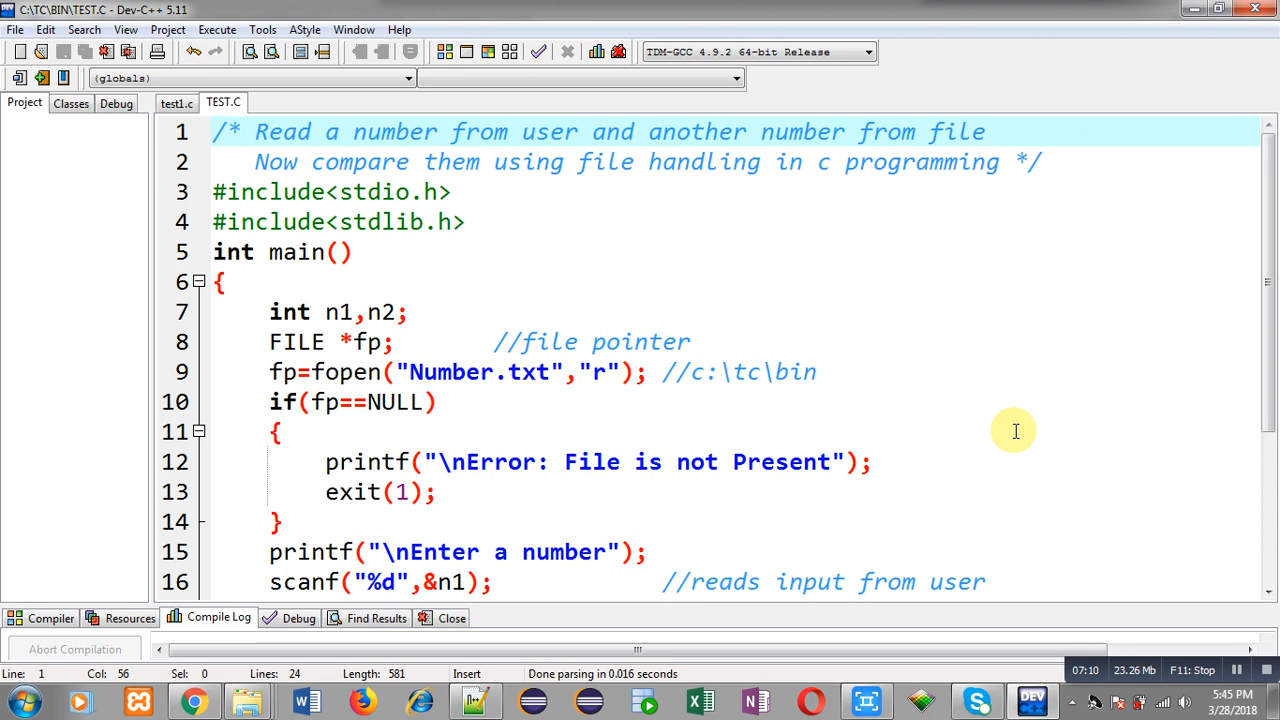 C:\TC\BIN\TEST.C - Dev-C++ 5.11
File Edit Search View Project Execute Tools AStyle Window Help
TDM-GCC 4.9.2 64-bit Release
(globals)
Project Classes Debug test1.c TEST.C
1 /* Read a number from user and another number from file
2 Now compare them using file handling in c programming */
3 #include<stdio.h>
4 #include<stdlib.h>
5 int main()
6 {
7 int n1,n2;
8 FILE *fp; //file pointer
9 fp=fopen("Number.txt","r"); //c:\tc\bin
10 if(fp==NULL)
11 {
12 printf("\nError: File is not Present");
13 exit(1);
14 }
15 printf("\nEnter a number");
16 scanf("%d",&n1); //reads input from user
Compiler Resources Compile Log Debug Find Results Close
Abort Compilation
Line: 1 Col: 56 Sel: 0 Lines: 24 Length: 581 Insert Done parsing in 0.016 seconds
07:10 23.26 Mb F11: Stop
DEV
5:45 PM
3/28/2018